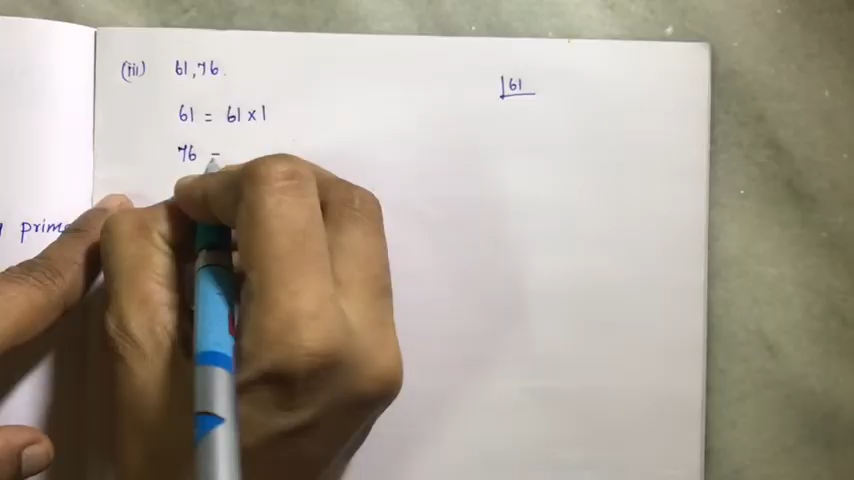 (iii) 61,76.
61
61 = 61 × 1
76 =
prime